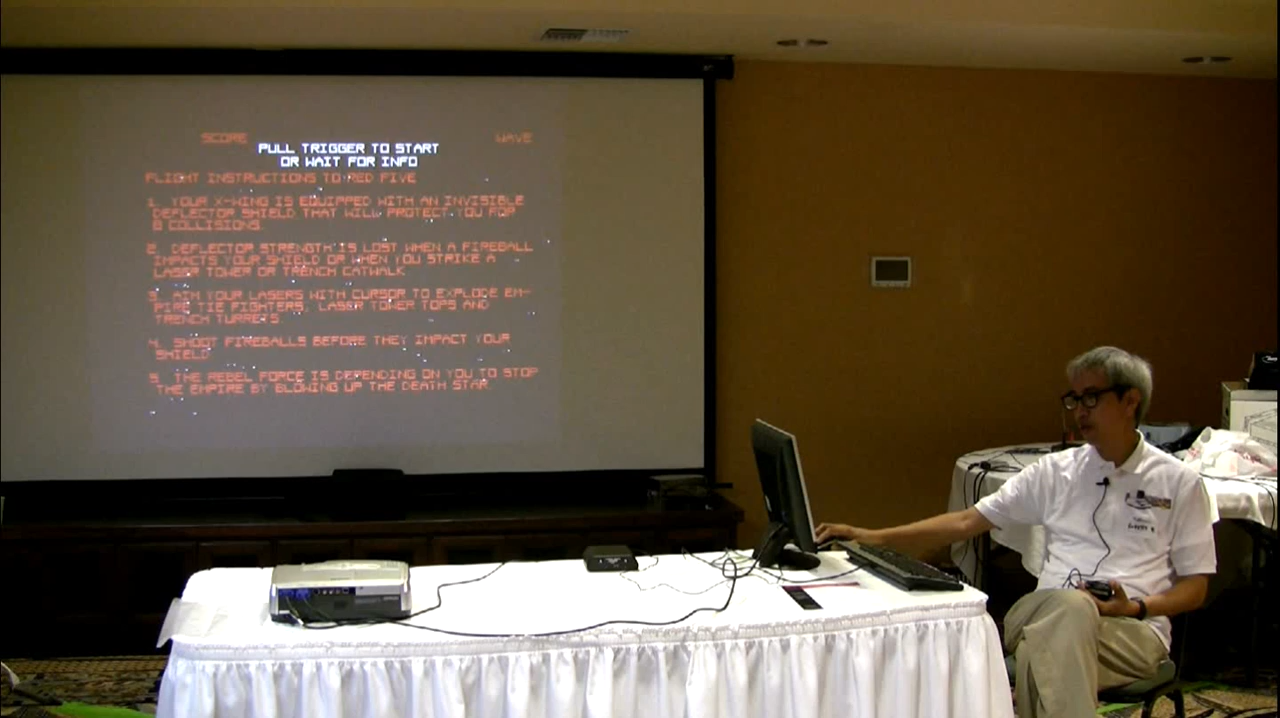 SCORE WAVE
PULL TRIGGER TO START
OR WAIT FOR INFO
FLIGHT INSTRUCTIONS TO RED FIVE
1. YOUR X-WING IS EQUIPPED WITH AN INVISIBLE
DEFLECTOR SHIELD THAT WILL PROTECT YOU FOR
8 COLLISIONS.
2. DEFLECTOR STRENGTH IS LOST WHEN A FIREBALL
IMPACTS YOUR SHIELD OR WHEN YOU STRIKE A
LASER TOWER OR TRENCH CATWALK
3. AIM YOUR LASERS WITH CURSOR TO EXPLODE EM-
PIRE TIE FIGHTERS, LASER TOWER TOPS AND
TRENCH TURRETS.
4. SHOOT FIREBALLS BEFORE THEY IMPACT YOUR
SHIELD
5. THE REBEL FORCE IS DEPENDING ON YOU TO STOP
THE EMPIRE BY BLOWING UP THE DEATH STAR.